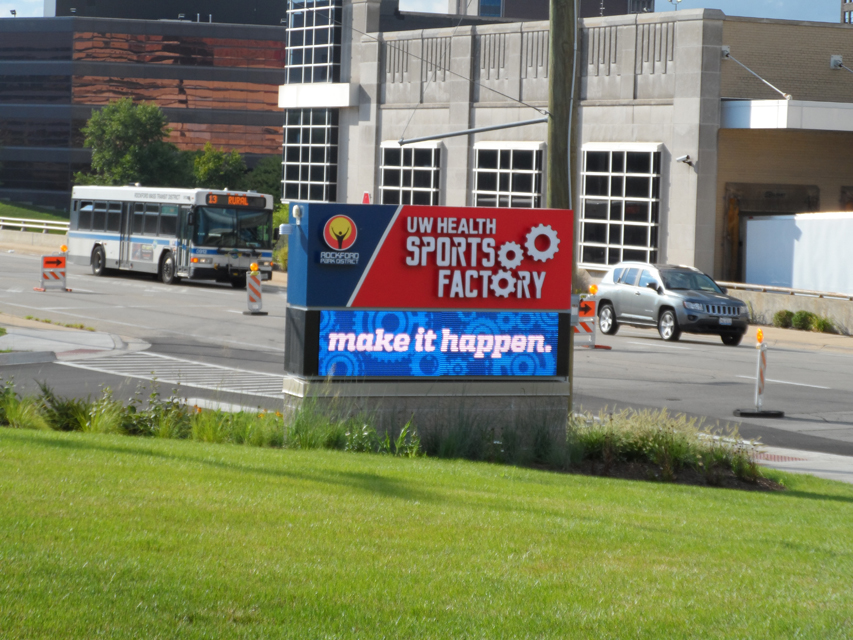 13 RURAL
ROCKFORD
PARK DISTRICT
UW HEALTH
SPORTS
FACTORY
make it happen.